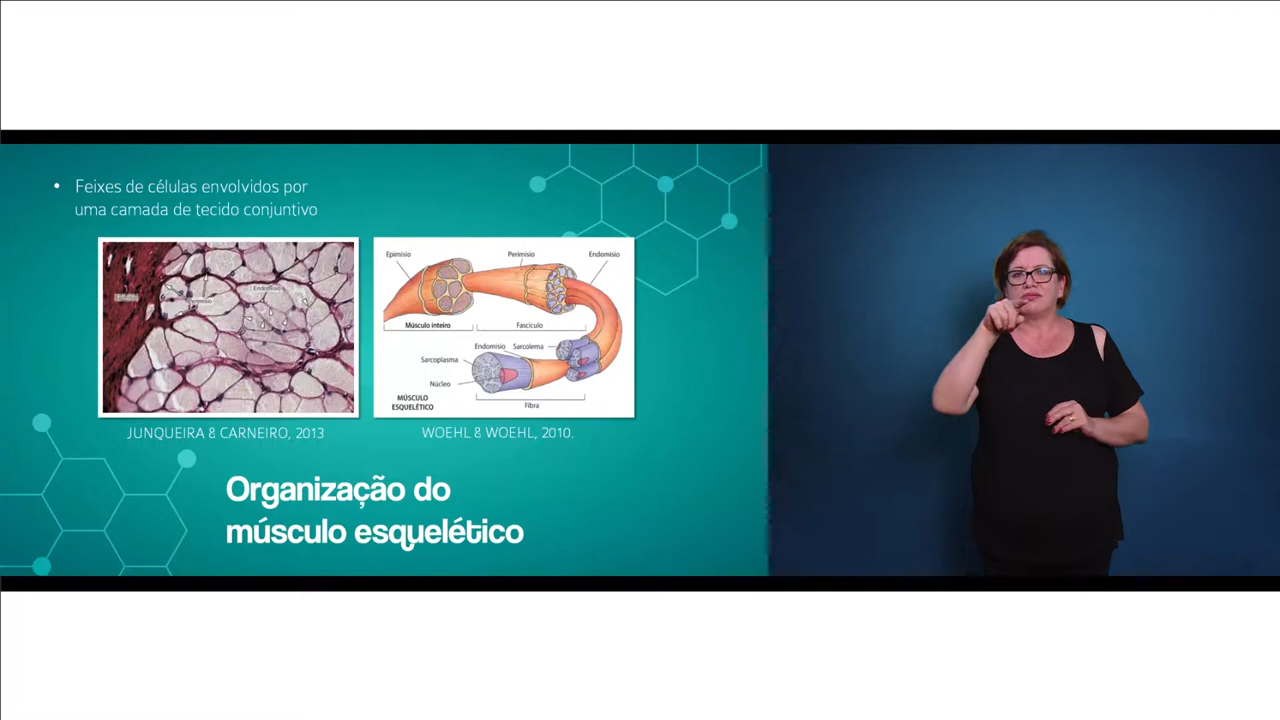 • Feixes de células envolvidos por
uma camada de tecido conjuntivo
Perimísio
Endomísio
Epimísio
Perimísio
Endomísio
Músculo inteiro
Fascículo
Endomísio
Sarcolema
Sarcoplasma
Núcleo
MÚSCULO
ESQUELÉTICO
Fibra
JUNQUEIRA & CARNEIRO, 2013
WOEHL & WOEHL, 2010.
Organização do
músculo esquelético